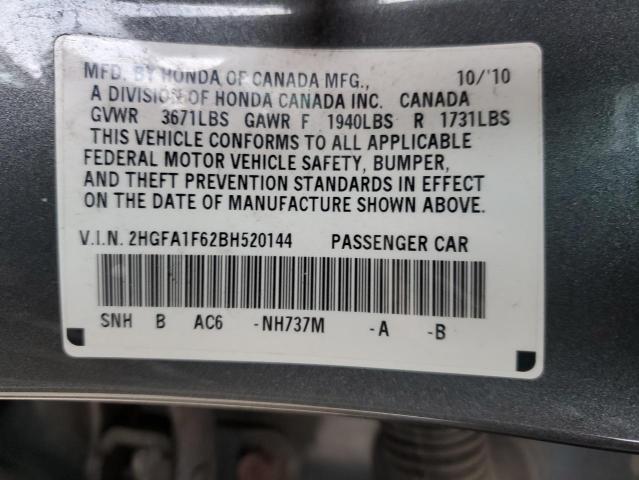 MFD. BY HONDA OF CANADA MFG., 10/'10
A DIVISION OF HONDA CANADA INC. CANADA
GVWR 3671LBS GAWR F 1940LBS R 1731LBS
THIS VEHICLE CONFORMS TO ALL APPLICABLE
FEDERAL MOTOR VEHICLE SAFETY, BUMPER,
AND THEFT PREVENTION STANDARDS IN EFFECT
ON THE DATE OF MANUFACTURE SHOWN ABOVE.
V.I.N. 2HGFA1F62BH520144 PASSENGER CAR
SNH B AC6 -NH737M -A -B